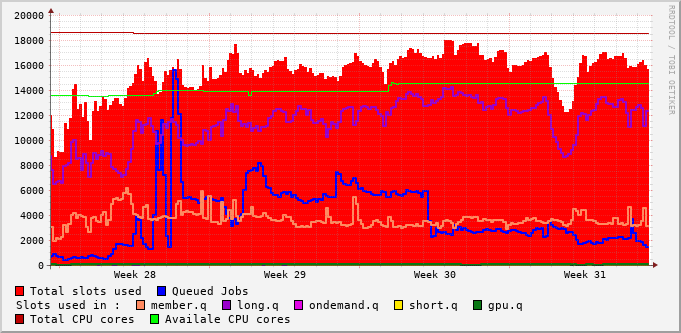 20000
18000
16000
14000
12000
10000
8000
6000
4000
2000
0
Week 28 Week 29 Week 30 Week 31
RRDTOOL / TOBI OETIKER
Total slots used Queued Jobs
Slots used in : member.q long.q ondemand.q short.q gpu.q
Total CPU cores Availale CPU cores